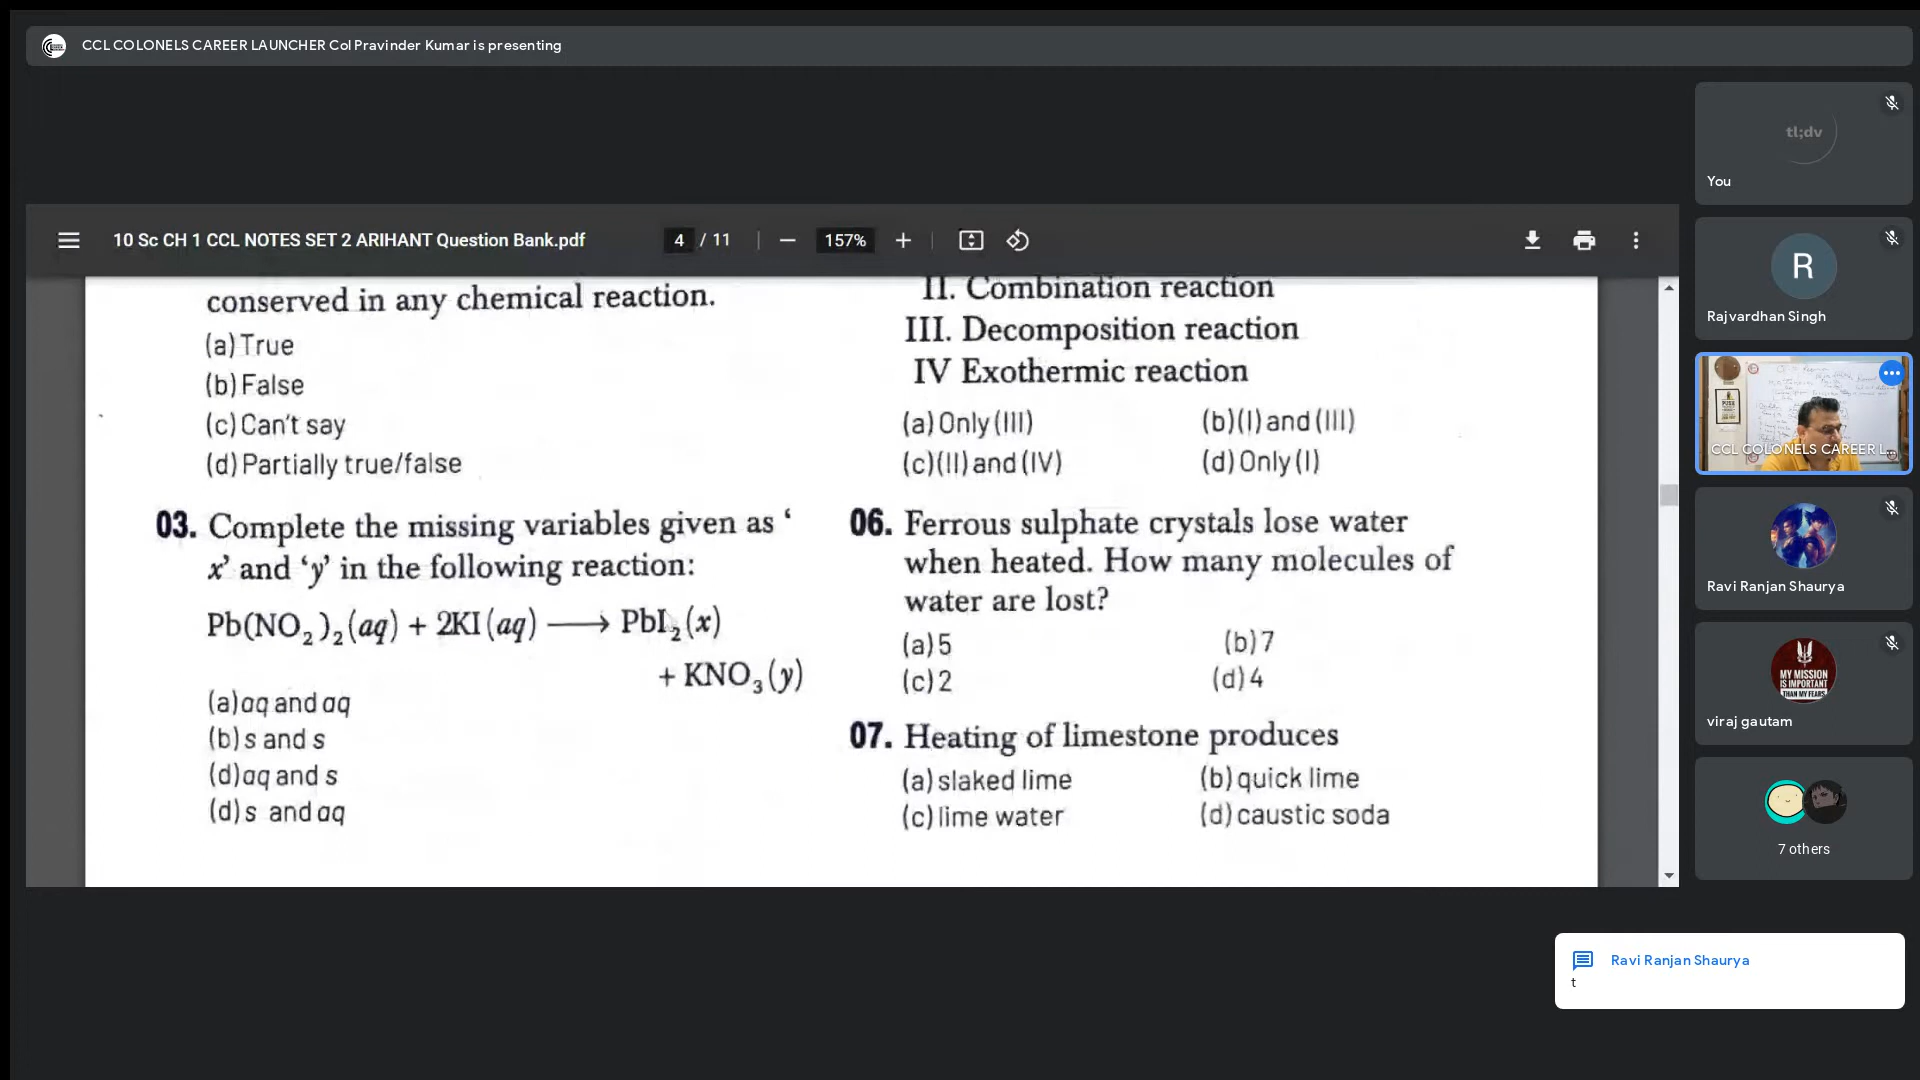 CCL COLONELS CAREER LAUNCHER Col Pravinder Kumar is presenting
10 Sc CH 1 CCL NOTES SET 2 ARIHANT Question Bank.pdf
4 / 11
157%
conserved in any chemical reaction.
(a) True
(b) False
(c) Can't say
(d) Partially true/false
03. Complete the missing variables given as ‘
x’ and ‘y’ in the following reaction:
Pb(NO₂)₂(aq) + 2KI(aq) ⟶ PbI₂(x)
+ KNO₃(y)
(a) aq and aq
(b) s and s
(d) aq and s
(d) s and aq
II. Combination reaction
III. Decomposition reaction
IV Exothermic reaction
(a) Only (III) (b) (I) and (III)
(c) (II) and (IV) (d) Only (I)
06. Ferrous sulphate crystals lose water
when heated. How many molecules of
water are lost?
(a) 5 (b) 7
(c) 2 (d) 4
07. Heating of limestone produces
(a) slaked lime (b) quick lime
(c) lime water (d) caustic soda
tl;dv
You
R
Rajvardhan Singh
CCL COLONELS CAREER L...
Ravi Ranjan Shaurya
MY MISSION
IS IMPORTANT
THAN MY FEARS
viraj gautam
7 others
Ravi Ranjan Shaurya
t